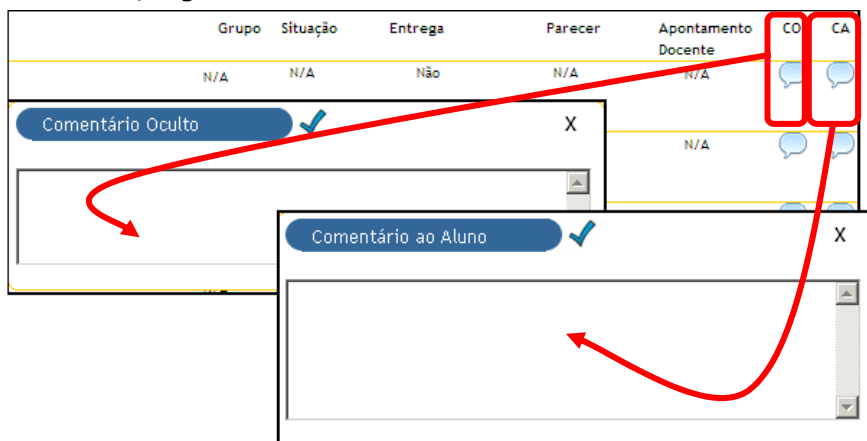 Grupo Situação Entrega Parecer Apontamento Docente CO CA
N/A N/A Não N/A N/A
Comentário Oculto X
N/A
Comentário ao Aluno X